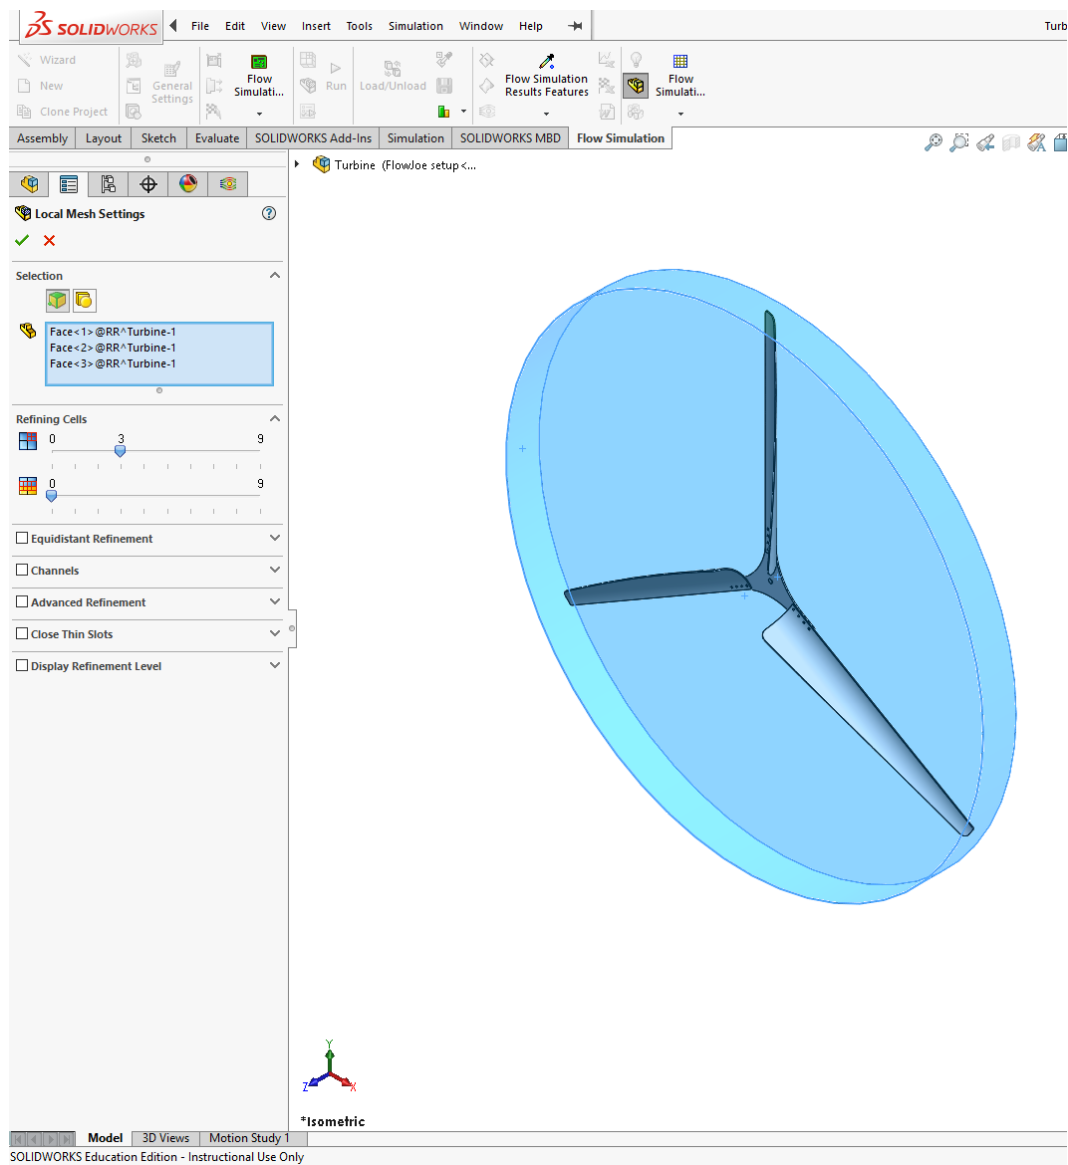 SOLIDWORKS File Edit View Insert Tools Simulation Window Help Turb
Wizard
New
Clone Project
General Settings
Flow Simulati...
Run
Load/Unload
Flow Simulation Results Features
Flow Simulati...
Assembly Layout Sketch Evaluate SOLIDWORKS Add-Ins Simulation SOLIDWORKS MBD Flow Simulation
Turbine (FlowJoe setup<...
Local Mesh Settings
Selection
Face<1>@RR^Turbine-1
Face<2>@RR^Turbine-1
Face<3>@RR^Turbine-1
Refining Cells
0 3 9
0 9
Equidistant Refinement
Channels
Advanced Refinement
Close Thin Slots
Display Refinement Level
Y
Z X
*Isometric
Model 3D Views Motion Study 1
SOLIDWORKS Education Edition - Instructional Use Only